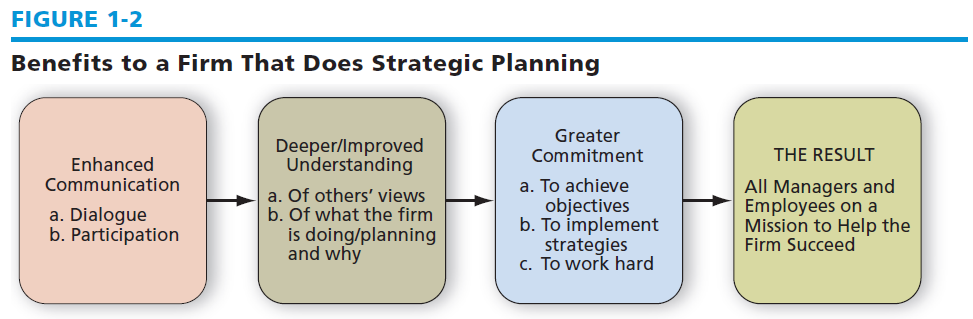 FIGURE 1-2
Benefits to a Firm That Does Strategic Planning
Enhanced
Communication
a. Dialogue
b. Participation
Deeper/Improved
Understanding
a. Of others’ views
b. Of what the firm
is doing/planning
and why
Greater
Commitment
a. To achieve
objectives
b. To implement
strategies
c. To work hard
THE RESULT
All Managers and
Employees on a
Mission to Help the
Firm Succeed